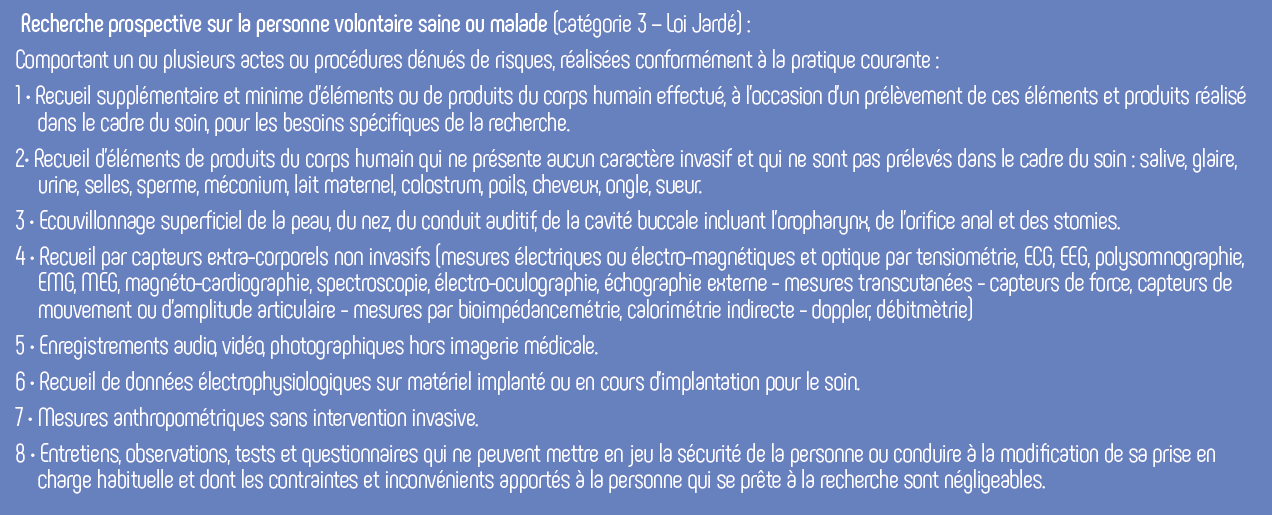 Recherche prospective sur la personne volontaire saine ou malade (catégorie 3 – Loi Jardé) :
Comportant un ou plusieurs actes ou procédures dénués de risques, réalisées conformément à la pratique courante :
1 • Recueil supplémentaire et minime d'éléments ou de produits du corps humain effectué, à l'occasion d'un prélèvement de ces éléments et produits réalisé
dans le cadre du soin, pour les besoins spécifiques de la recherche.
2• Recueil d'éléments de produits du corps humain qui ne présente aucun caractère invasif et qui ne sont pas prélevés dans le cadre du soin : salive, glaire,
urine, selles, sperme, méconium, lait maternel, colostrum, poils, cheveux, ongle, sueur.
3 • Ecouvillonnage superficiel de la peau, du nez, du conduit auditif, de la cavité buccale incluant l'oropharynx, de l'orifice anal et des stomies.
4 • Recueil par capteurs extra-corporels non invasifs (mesures électriques ou électro-magnétiques et optique par tensiométrie, ECG, EEG, polysomnographie,
EMG, MEG, magnéto-cardiographie, spectroscopie, électro-oculographie, échographie externe - mesures transcutanées - capteurs de force, capteurs de
mouvement ou d'amplitude articulaire - mesures par bioimpédancemétrie, calorimétrie indirecte - doppler, débitmètrie)
5 • Enregistrements audio, vidéo, photographiques hors imagerie médicale.
6 • Recueil de données électrophysiologiques sur matériel implanté ou en cours d'implantation pour le soin.
7 • Mesures anthropométriques sans intervention invasive.
8 • Entretiens, observations, tests et questionnaires qui ne peuvent mettre en jeu la sécurité de la personne ou conduire à la modification de sa prise en
charge habituelle et dont les contraintes et inconvénients apportés à la personne qui se prête à la recherche sont négligeables.